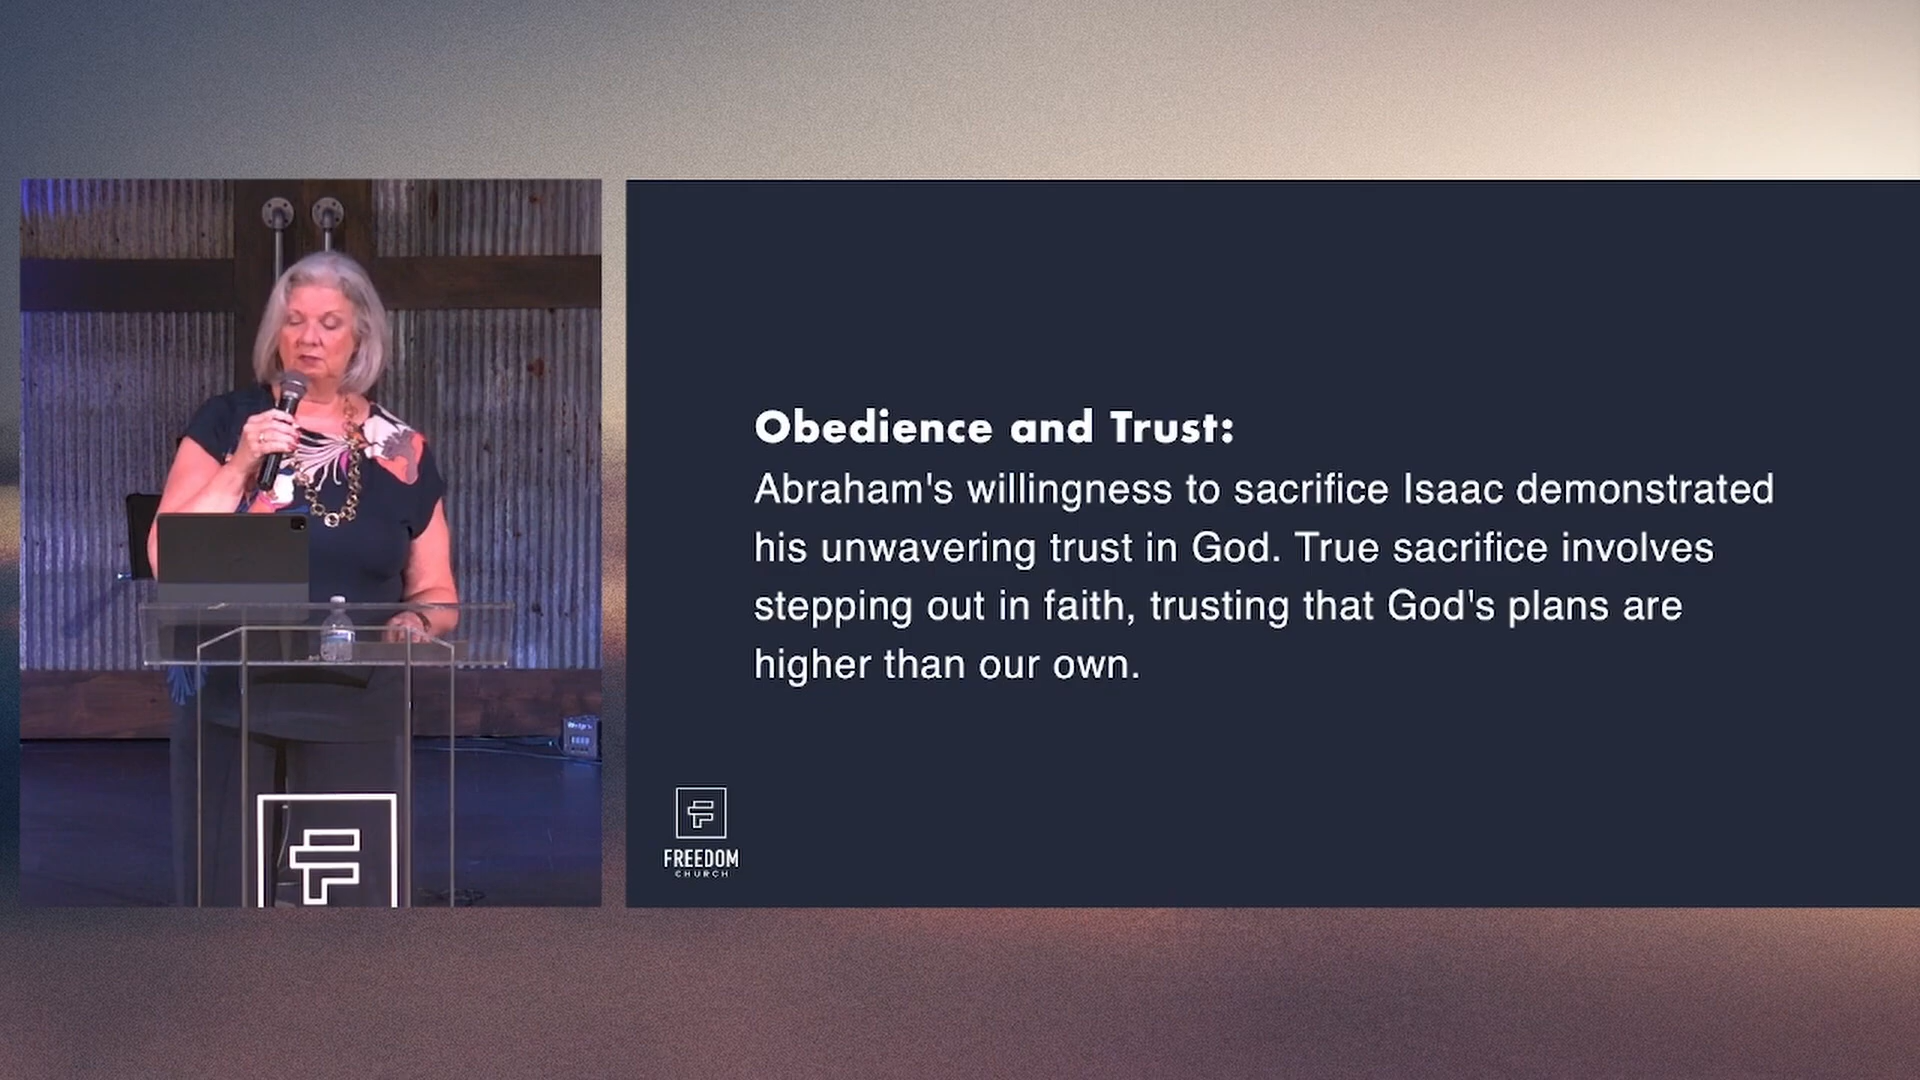 Obedience and Trust:
Abraham's willingness to sacrifice Isaac demonstrated
his unwavering trust in God. True sacrifice involves
stepping out in faith, trusting that God's plans are
higher than our own.
FREEDOM
CHURCH